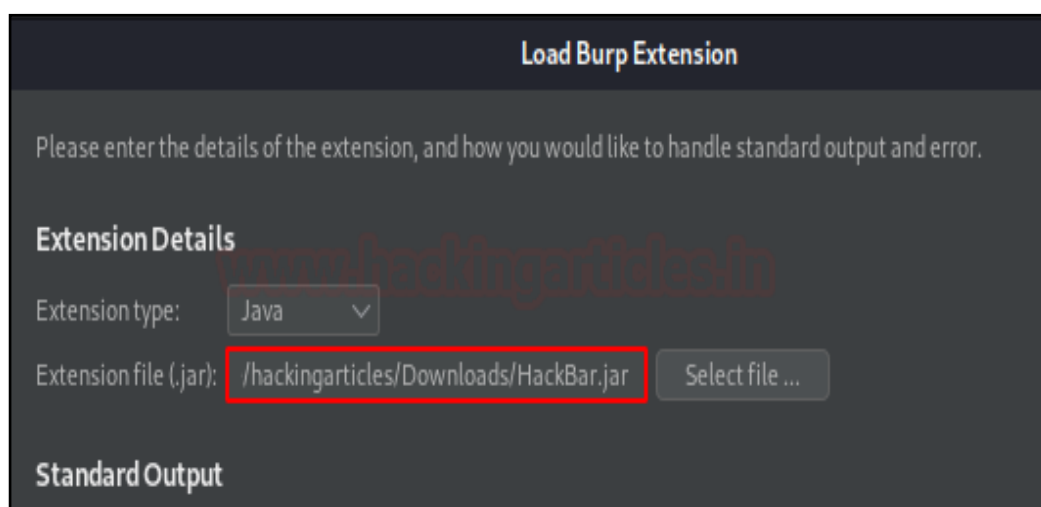 Load Burp Extension
Please enter the details of the extension, and how you would like to handle standard output and error.
Extension Details
www.hackingarticles.in
Extension type: Java
Extension file (.jar): /hackingarticles/Downloads/HackBar.jar Select file ...
Standard Output